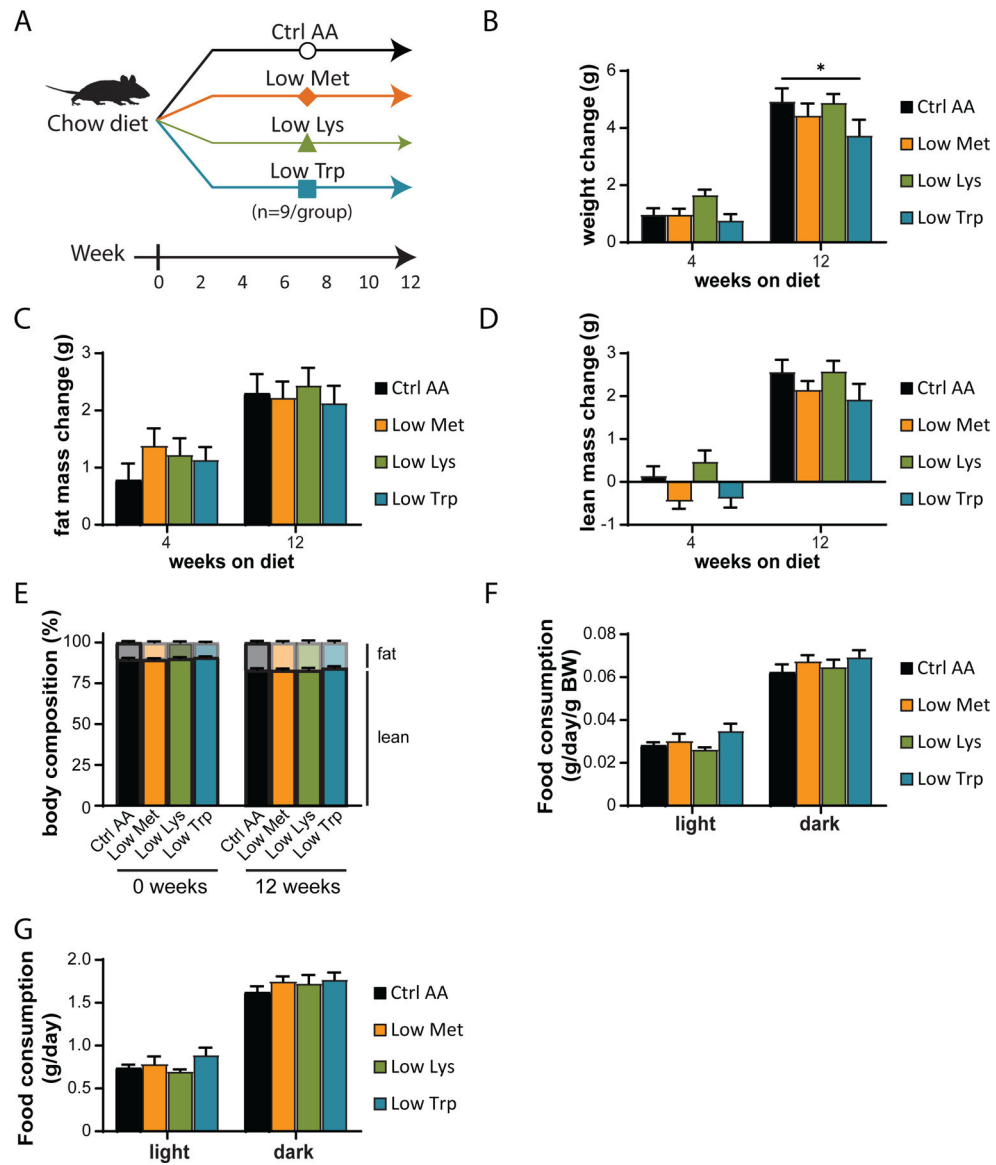 A
Ctrl AA
Low Met
Chow diet
Low Lys
Low Trp
(n=9/group)
Week
0 2 4 6 8 10 12
B
weight change (g)
6
4
2
0
*
4 12
weeks on diet
Ctrl AA
Low Met
Low Lys
Low Trp
C
fat mass change (g)
3
2
1
0
4 12
weeks on diet
Ctrl AA
Low Met
Low Lys
Low Trp
D
lean mass change (g)
3
2
1
0
-1
4 12
weeks on diet
Ctrl AA
Low Met
Low Lys
Low Trp
E
body composition (%)
100
75
50
25
0
fat
lean
Ctrl AA Low Met Low Lys Low Trp Ctrl AA Low Met Low Lys Low Trp
0 weeks 12 weeks
F
Food consumption
(g/day/g BW)
0.08
0.06
0.04
0.02
0
light dark
Ctrl AA
Low Met
Low Lys
Low Trp
G
Food consumption
(g/day)
2.0
1.5
1.0
0.5
0.0
light dark
Ctrl AA
Low Met
Low Lys
Low Trp